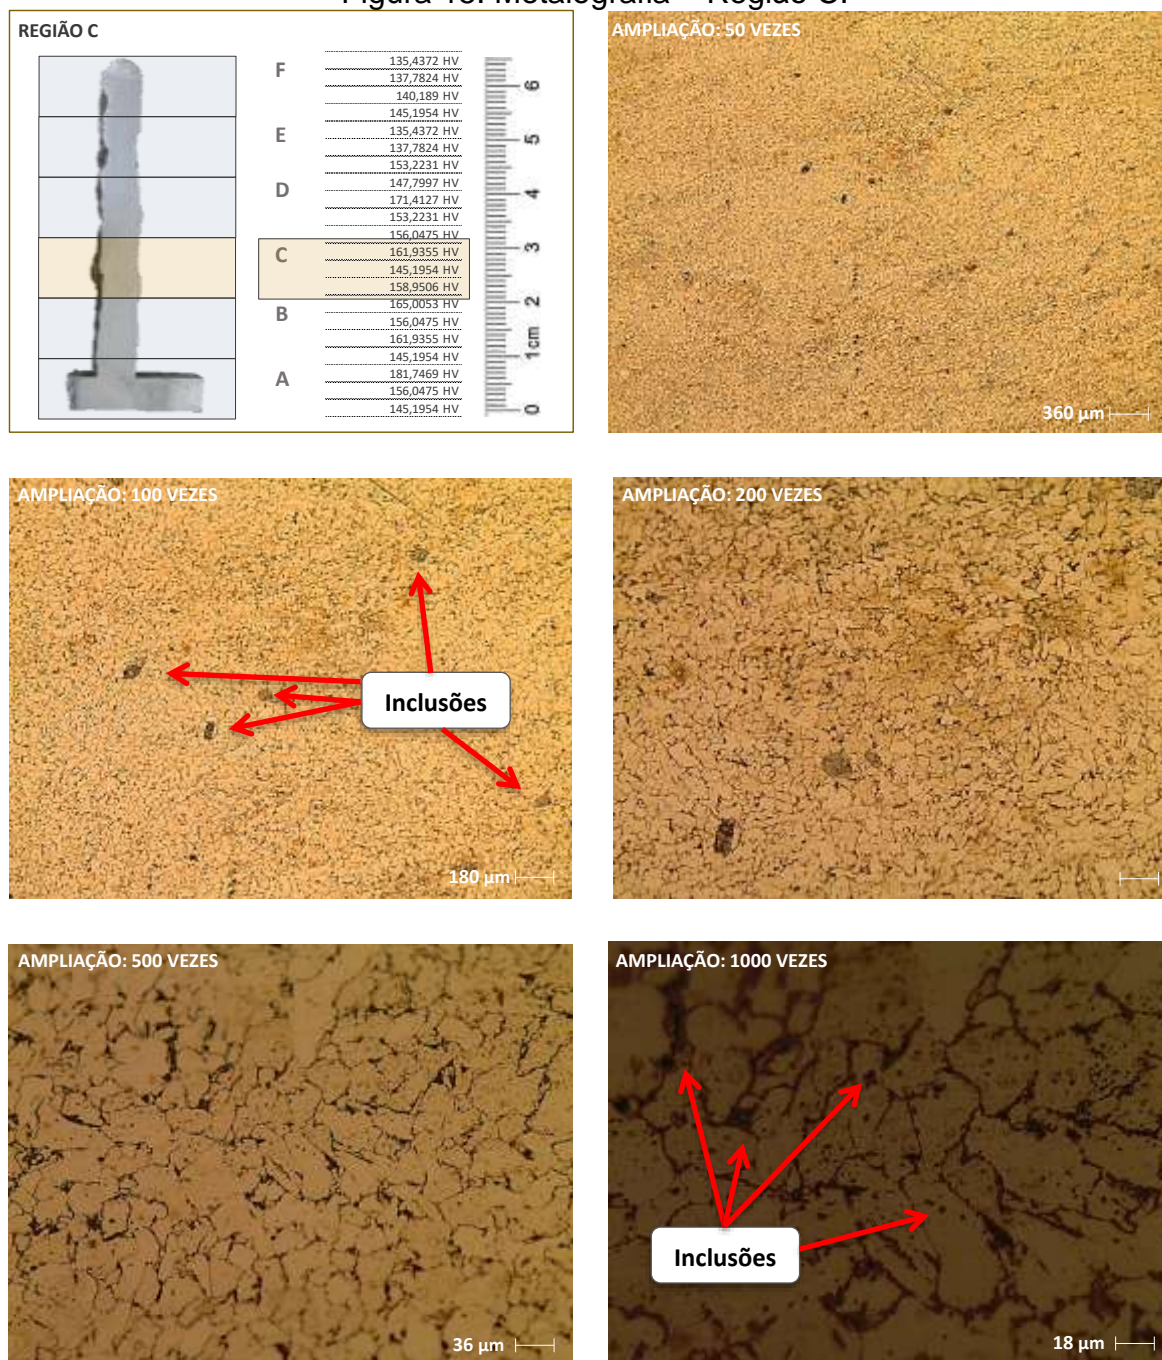 REGIÃO C
F
135,4372 HV
137,7824 HV
140,189 HV
145,1954 HV
E
135,4372 HV
137,7824 HV
153,2231 HV
D
147,7997 HV
171,4127 HV
153,2231 HV
156,0475 HV
C
161,9355 HV
145,1954 HV
158,9506 HV
B
165,0053 HV
156,0475 HV
161,9355 HV
145,1954 HV
A
181,7469 HV
156,0475 HV
145,1954 HV
6
5
4
3
2
1cm
0
AMPLIAÇÃO: 50 VEZES
360 µm
AMPLIAÇÃO: 100 VEZES
Inclusões
180 µm
AMPLIAÇÃO: 200 VEZES
AMPLIAÇÃO: 500 VEZES
36 µm
AMPLIAÇÃO: 1000 VEZES
Inclusões
18 µm